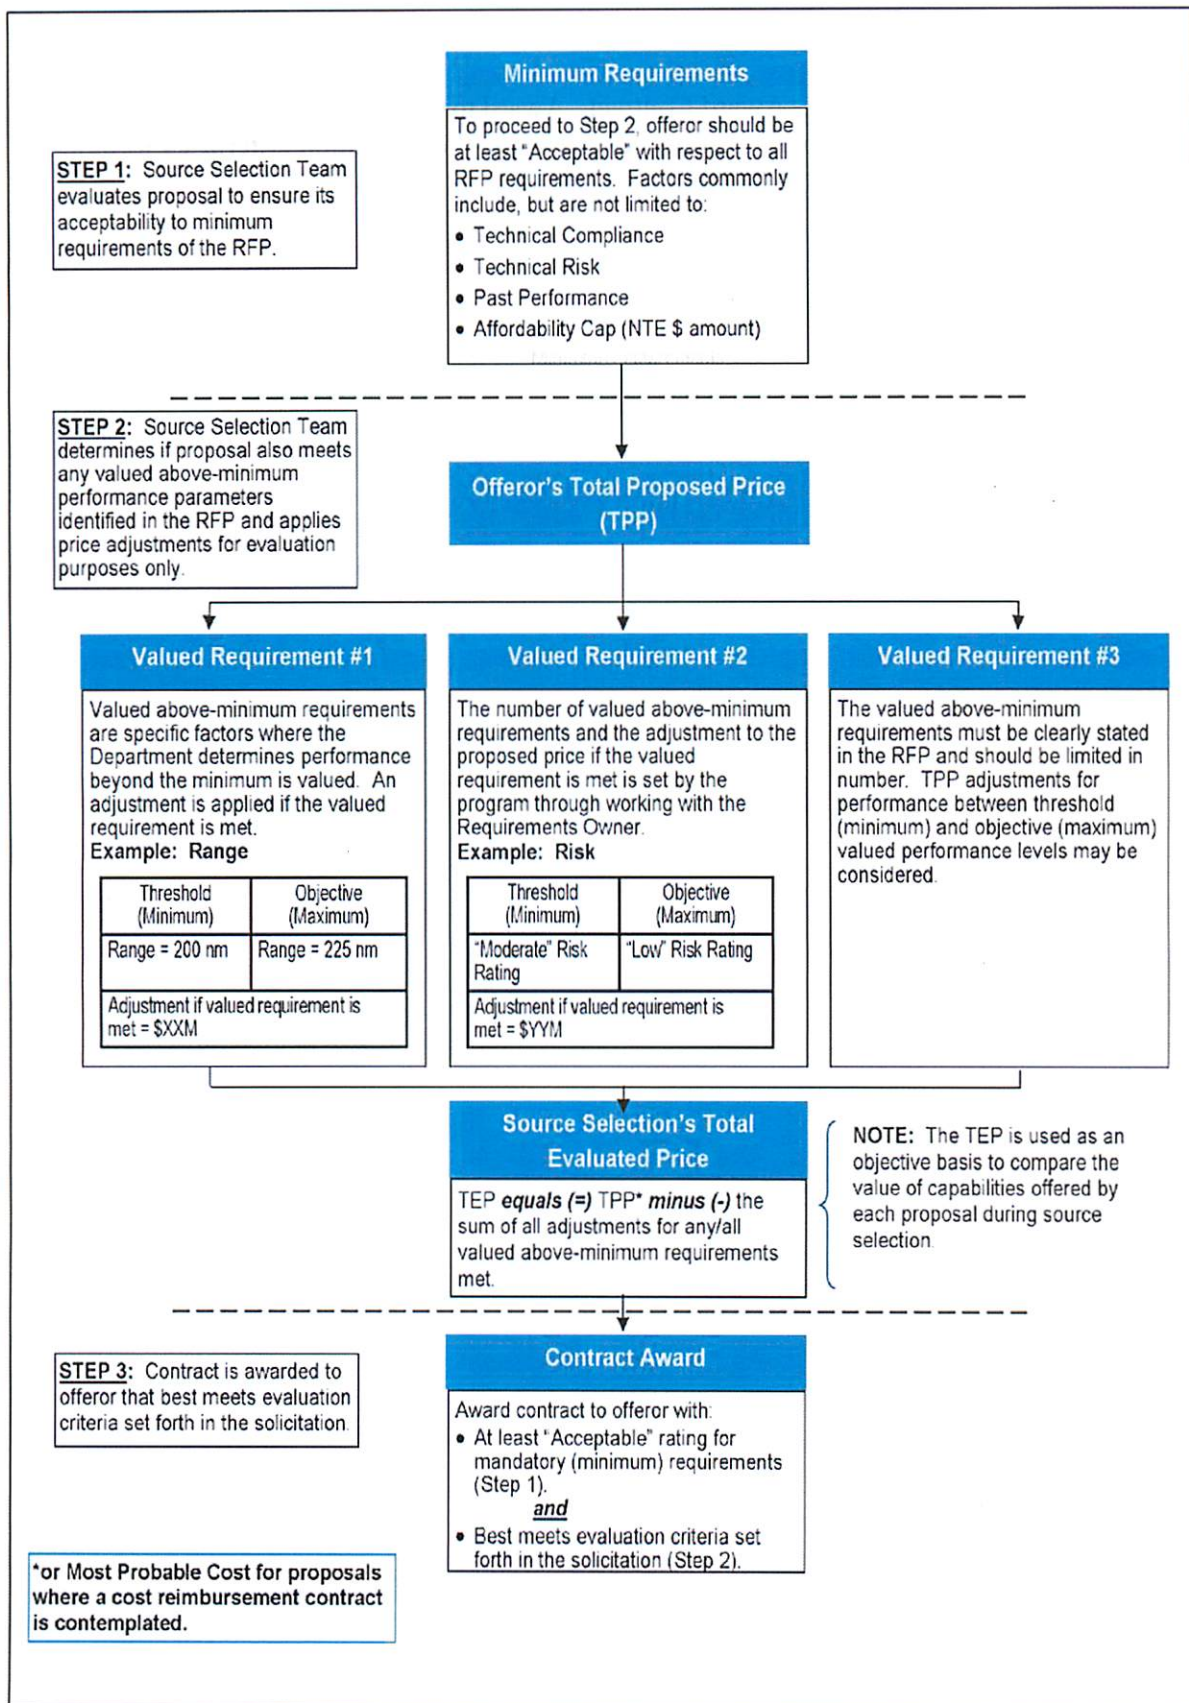 Minimum Requirements
To proceed to Step 2, offeror should be
at least "Acceptable" with respect to all
RFP requirements. Factors commonly
include, but are not limited to:
• Technical Compliance
• Technical Risk
• Past Performance
• Affordability Cap (NTE $ amount)
STEP 1: Source Selection Team
evaluates proposal to ensure its
acceptability to minimum
requirements of the RFP.
STEP 2: Source Selection Team
determines if proposal also meets
any valued above-minimum
performance parameters
identified in the RFP and applies
price adjustments for evaluation
purposes only.
Offeror's Total Proposed Price
(TPP)
Valued Requirement #1
Valued above-minimum requirements
are specific factors where the
Department determines performance
beyond the minimum is valued. An
adjustment is applied if the valued
requirement is met.
Example: Range
Threshold
(Minimum)
Objective
(Maximum)
Range = 200 nm
Range = 225 nm
Adjustment if valued requirement is
met = $XXM
Valued Requirement #2
The number of valued above-minimum
requirements and the adjustment to the
proposed price if the valued
requirement is met is set by the
program through working with the
Requirements Owner.
Example: Risk
Threshold
(Minimum)
Objective
(Maximum)
"Moderate" Risk
Rating
"Low" Risk Rating
Adjustment if valued requirement is
met = $YYM
Valued Requirement #3
The valued above-minimum
requirements must be clearly stated
in the RFP and should be limited in
number. TPP adjustments for
performance between threshold
(minimum) and objective (maximum)
valued performance levels may be
considered.
Source Selection's Total
Evaluated Price
TEP equals (=) TPP* minus (-) the
sum of all adjustments for any/all
valued above-minimum requirements
met.
NOTE: The TEP is used as an
objective basis to compare the
value of capabilities offered by
each proposal during source
selection.
STEP 3: Contract is awarded to
offeror that best meets evaluation
criteria set forth in the solicitation.
Contract Award
Award contract to offeror with:
• At least "Acceptable" rating for
mandatory (minimum) requirements
(Step 1).
and
• Best meets evaluation criteria set
forth in the solicitation (Step 2).
*or Most Probable Cost for proposals
where a cost reimbursement contract
is contemplated.